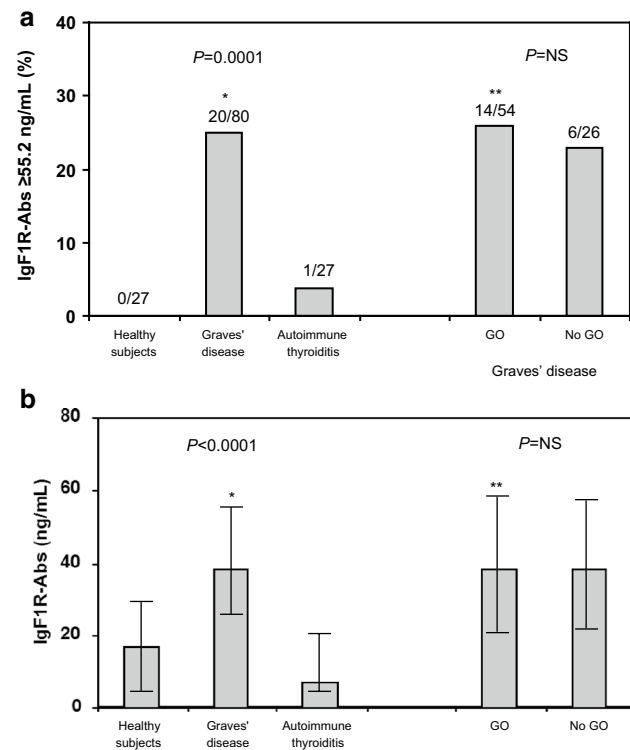 a
IgF1R-Abs ≥55.2 ng/mL (%)
40
30
20
10
0
P=0.0001
P=NS
*
20/80
**
14/54
6/26
0/27
1/27
Healthy subjects
Graves' disease
Autoimmune thyroiditis
GO
No GO
Graves' disease
b
IgF1R-Abs (ng/mL)
80
60
40
20
0
P<0.0001
P=NS
*
**
Healthy subjects
Graves' disease
Autoimmune thyroiditis
GO
No GO